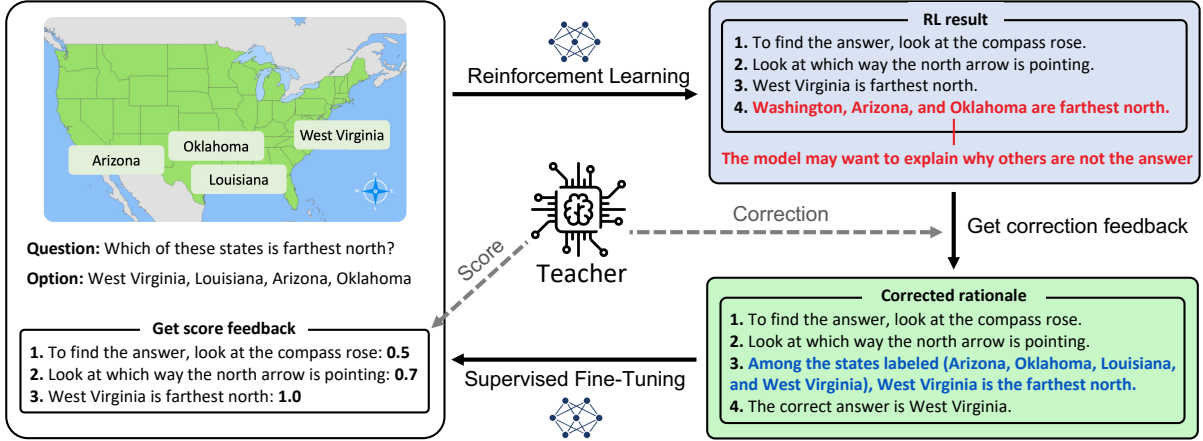 West Virginia
Oklahoma
Arizona
Louisiana
N
W
E
S
Question: Which of these states is farthest north?
Option: West Virginia, Louisiana, Arizona, Oklahoma
Get score feedback
1. To find the answer, look at the compass rose: 0.5
2. Look at which way the north arrow is pointing: 0.7
3. West Virginia is farthest north: 1.0
Reinforcement Learning
Teacher
Score
Correction
Supervised Fine-Tuning
RL result
1. To find the answer, look at the compass rose.
2. Look at which way the north arrow is pointing.
3. West Virginia is farthest north.
4. Washington, Arizona, and Oklahoma are farthest north.
The model may want to explain why others are not the answer
Get correction feedback
Corrected rationale
1. To find the answer, look at the compass rose.
2. Look at which way the north arrow is pointing.
3. Among the states labeled (Arizona, Oklahoma, Louisiana,
and West Virginia), West Virginia is the farthest north.
4. The correct answer is West Virginia.